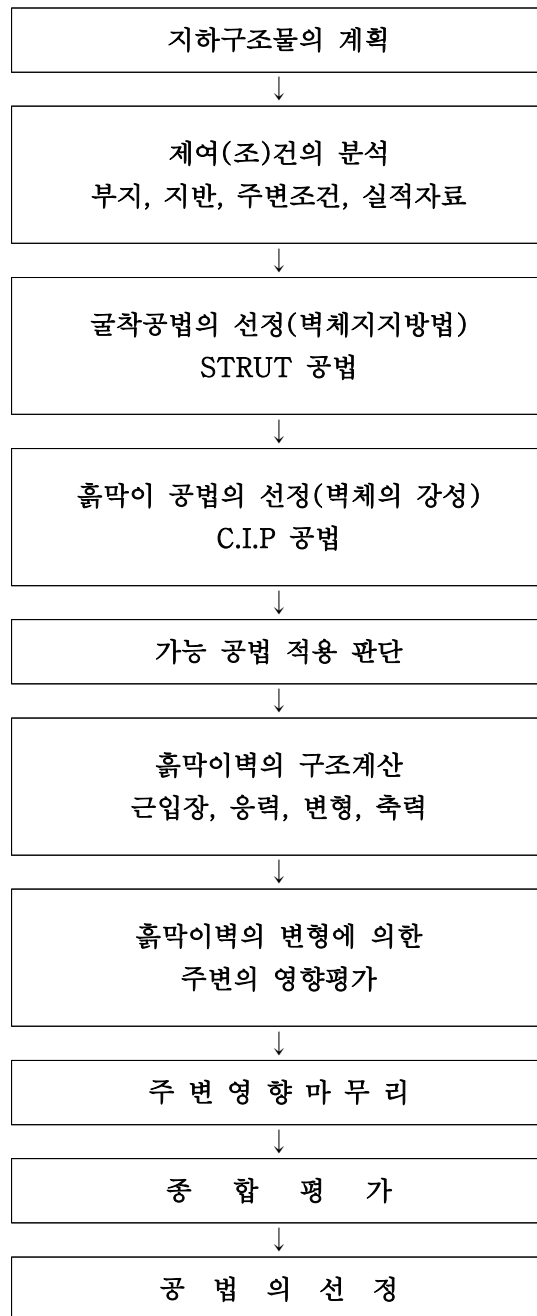 지하구조물의 계획
↓
제여(조)건의 분석
부지, 지반, 주변조건, 실적자료
↓
굴착공법의 선정(벽체지지방법)
STRUT 공법
↓
흙막이 공법의 선정(벽체의 강성)
C.I.P 공법
↓
가능 공법 적용 판단
↓
흙막이벽의 구조계산
근입장, 응력, 변형, 축력
↓
흙막이벽의 변형에 의한
주변의 영향평가
↓
주 변 영 향 마 무 리
↓
종 합 평 가
↓
공 법 의 선 정